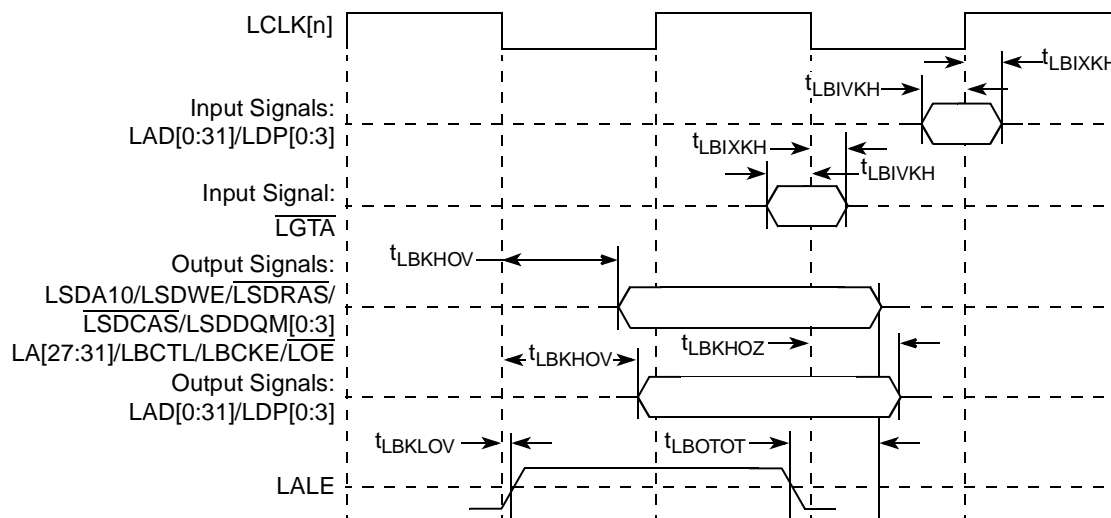 LCLK[n]
tLBIXKH
tLBIVKH
Input Signals:
LAD[0:31]/LDP[0:3]
tLBIXKH
tLBIVKH
Input Signal:
LGTA
tLBKHOV
Output Signals:
LSDA10/LSDWE/LSDRAS/
LSDCAS/LSDDQM[0:3]
LA[27:31]/LBCTL/LBCKE/LOE
tLBKHOV
tLBKHOZ
Output Signals:
LAD[0:31]/LDP[0:3]
tLBKLOV
tLBOTOT
LALE